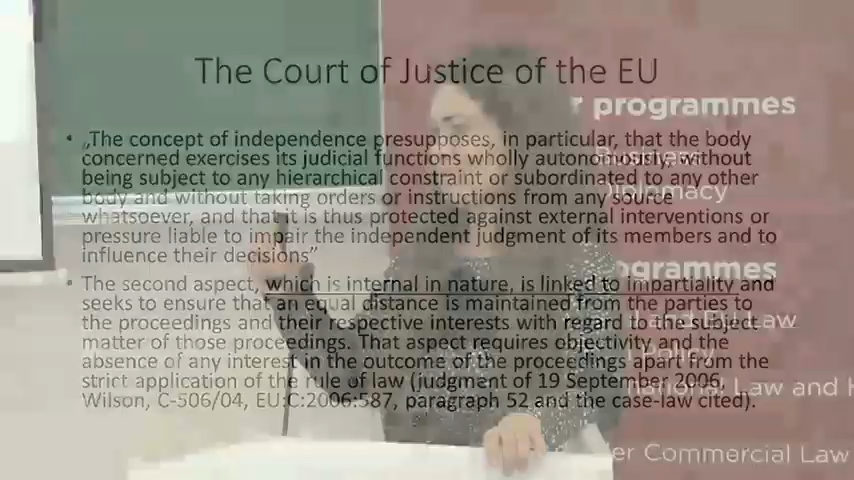 The Court of Justice of the EU
r programmes
• „The concept of independence presupposes, in particular, that the body
concerned exercises its judicial functions wholly autonomously, without
being subject to any hierarchical constraint or subordinated to any other
body and without taking orders or instructions from any source
whatsoever, and that it is thus protected against external interventions or
pressure liable to impair the independent judgment of its members and to
influence their decisions”
Diplomacy
ogrammes
• The second aspect, which is internal in nature, is linked to impartiality and
seeks to ensure that an equal distance is maintained from the parties to
the proceedings and their respective interests with regard to the subject-
matter of those proceedings. That aspect requires objectivity and the
absence of any interest in the outcome of the proceedings apart from the
strict application of the rule of law (judgment of 19 September 2006,
Wilson, C-506/04, EU:C:2006:587, paragraph 52 and the case-law cited).
and EU Law
national Law and H
er Commercial Law